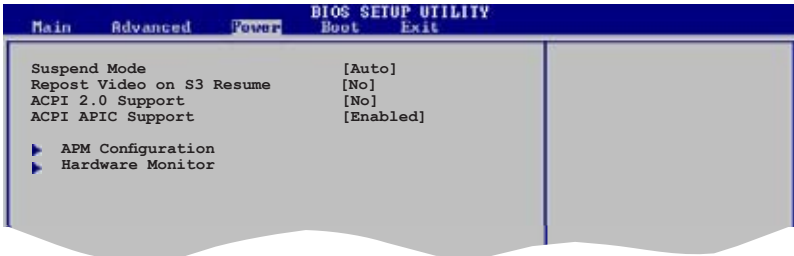 BIOS SETUP UTILITY
Main Advanced Power Boot Exit
Suspend Mode [Auto]
Repost Video on S3 Resume [No]
ACPI 2.0 Support [No]
ACPI APIC Support [Enabled]
APM Configuration
Hardware Monitor